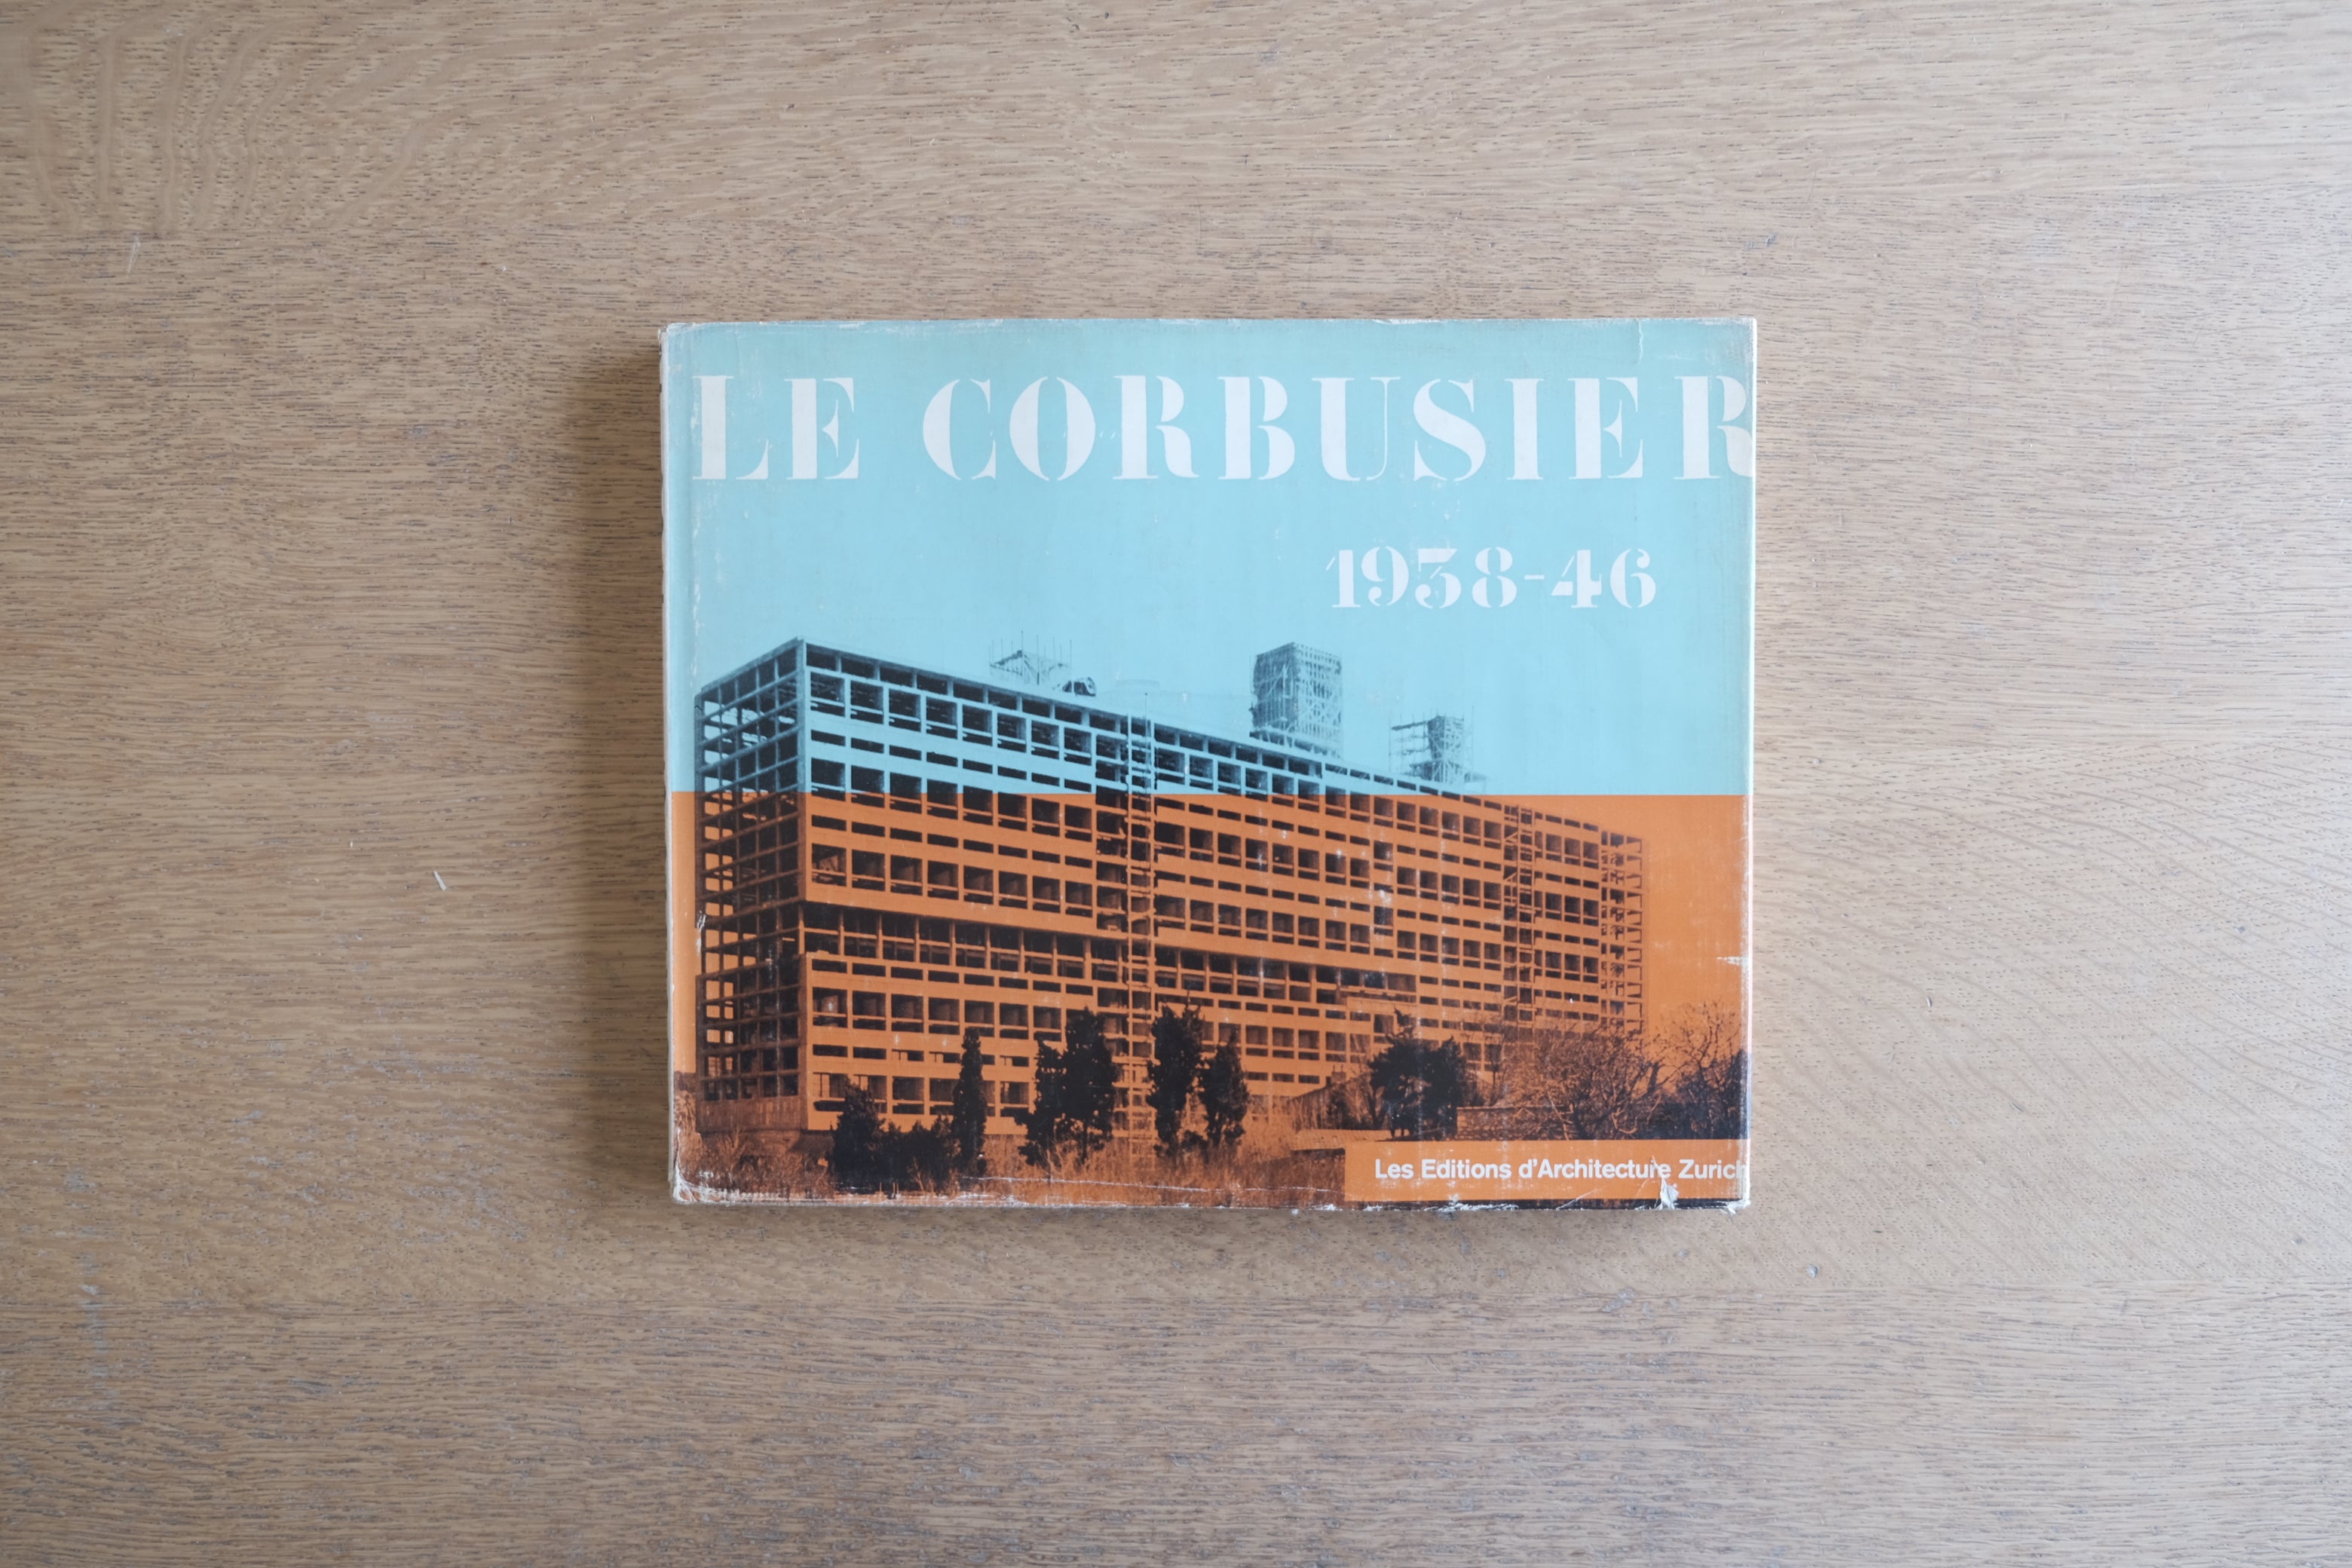 LE CORBUSIER
1938-46
Les Editions d'Architecture Zurich